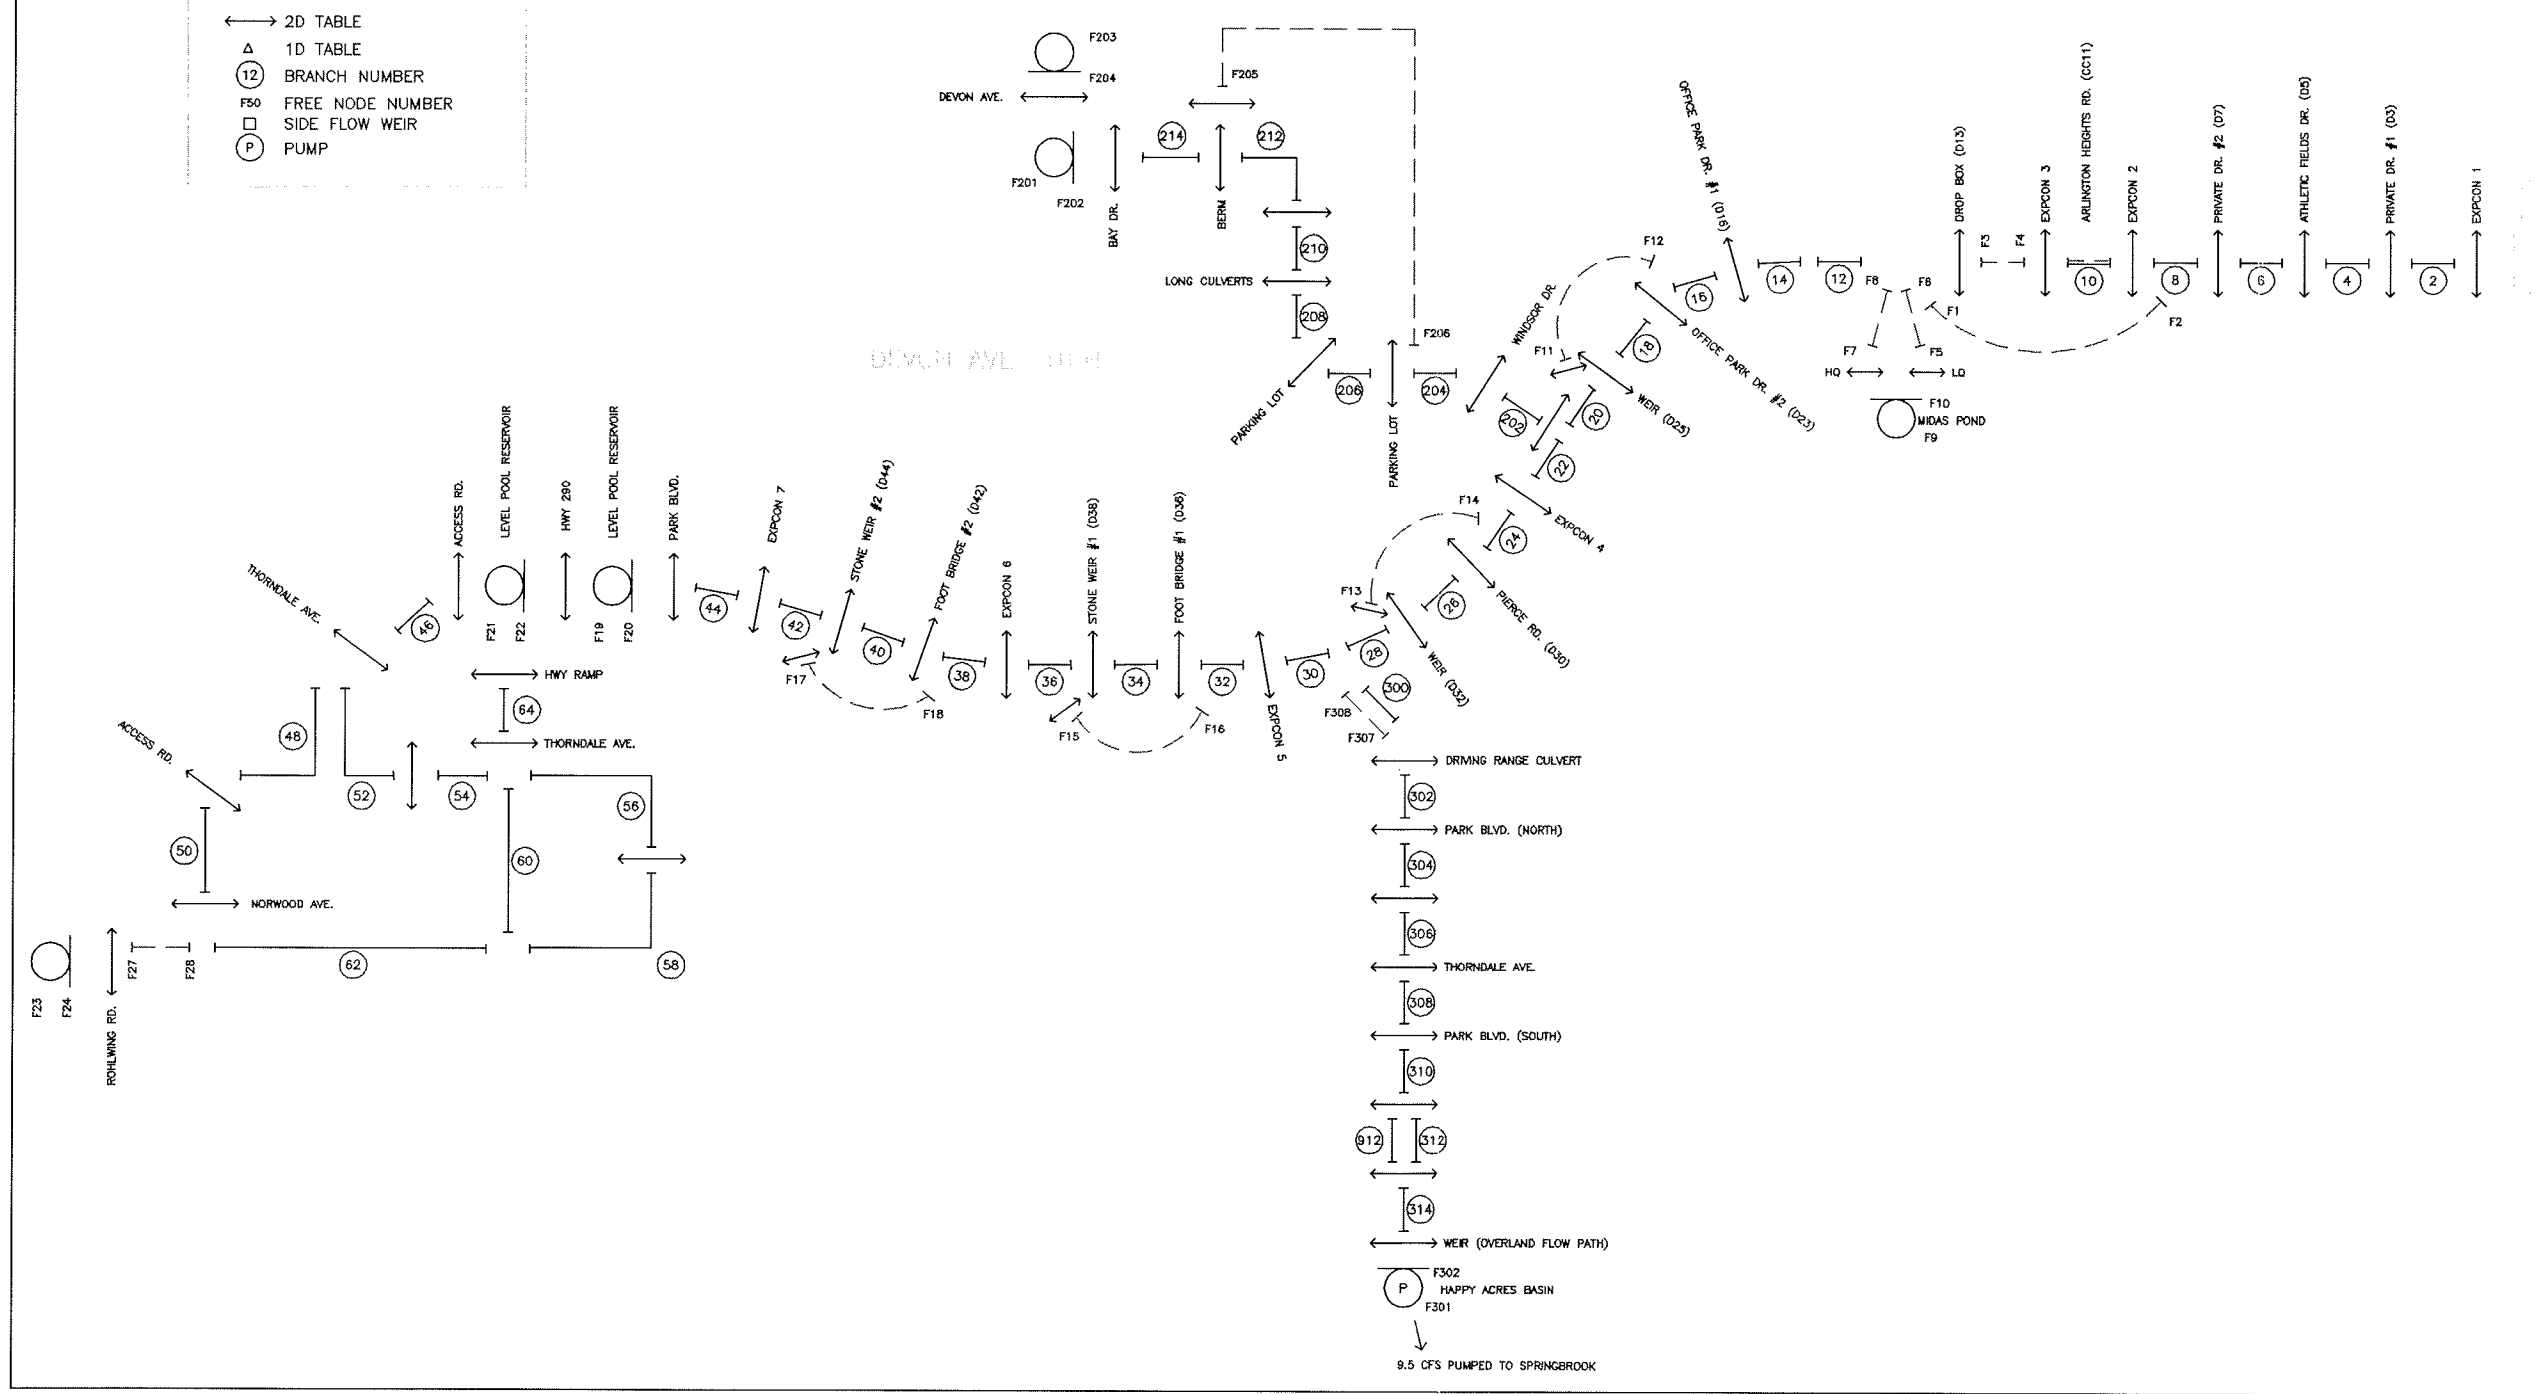 2D TABLE
1D TABLE
12 BRANCH NUMBER
F50 FREE NODE NUMBER
SIDE FLOW WEIR
P PUMP
F203
F204
DEVON AVE.
F205
214
212
F201
F202
BAY DR.
BERM
210
LONG CULVERTS
208
F206
206
204
PARKING LOT
PARKING LOT
WINDSOR DR.
202
DEVON AVE.
OFFICE PARK DR. #1 (D16)
F12
16
14
12
F11
18
OFFICE PARK DR. #2 (D23)
WEIR (D25)
20
22
F8
F6
F7
F5
HQ
LQ
F10
MIDAS POND
F9
F1
F2
DROP BOX (D13)
F3
F4
EXPCON 3
ARLINGTON HEIGHTS RD. (CC11)
10
EXPCON 2
8
PRIVATE DR. #2 (D7)
6
ATHLETIC FIELDS DR. (D5)
4
PRIVATE DR. #1 (D3)
2
EXPCON 1
F14
EXPCON 4
24
PIERCE RD. (D30)
26
F13
WEIR (D32)
28
30
300
F308
F307
EXPCON 5
32
FOOT BRIDGE #1 (D36)
F16
34
STONE WEIR #1 (D38)
F15
36
EXPCON 6
38
FOOT BRIDGE #2 (D42)
F18
40
STONE WEIR #2 (D44)
F17
42
EXPCON 7
44
PARK BLVD.
LEVEL POOL RESERVOIR
F19
F20
HWY 290
LEVEL POOL RESERVOIR
F21
F22
ACCESS RD.
46
THORNDALE AVE.
HWY RAMP
64
THORNDALE AVE.
48
52
54
56
ACCESS RD.
50
60
NORWOOD AVE.
62
58
F23
F24
ROHLWING RD.
F27
F28
DRIVING RANGE CULVERT
302
PARK BLVD. (NORTH)
304
306
THORNDALE AVE.
308
PARK BLVD. (SOUTH)
310
912
312
314
WEIR (OVERLAND FLOW PATH)
F302
P
HAPPY ACRES BASIN
F301
9.5 CFS PUMPED TO SPRINGBROOK